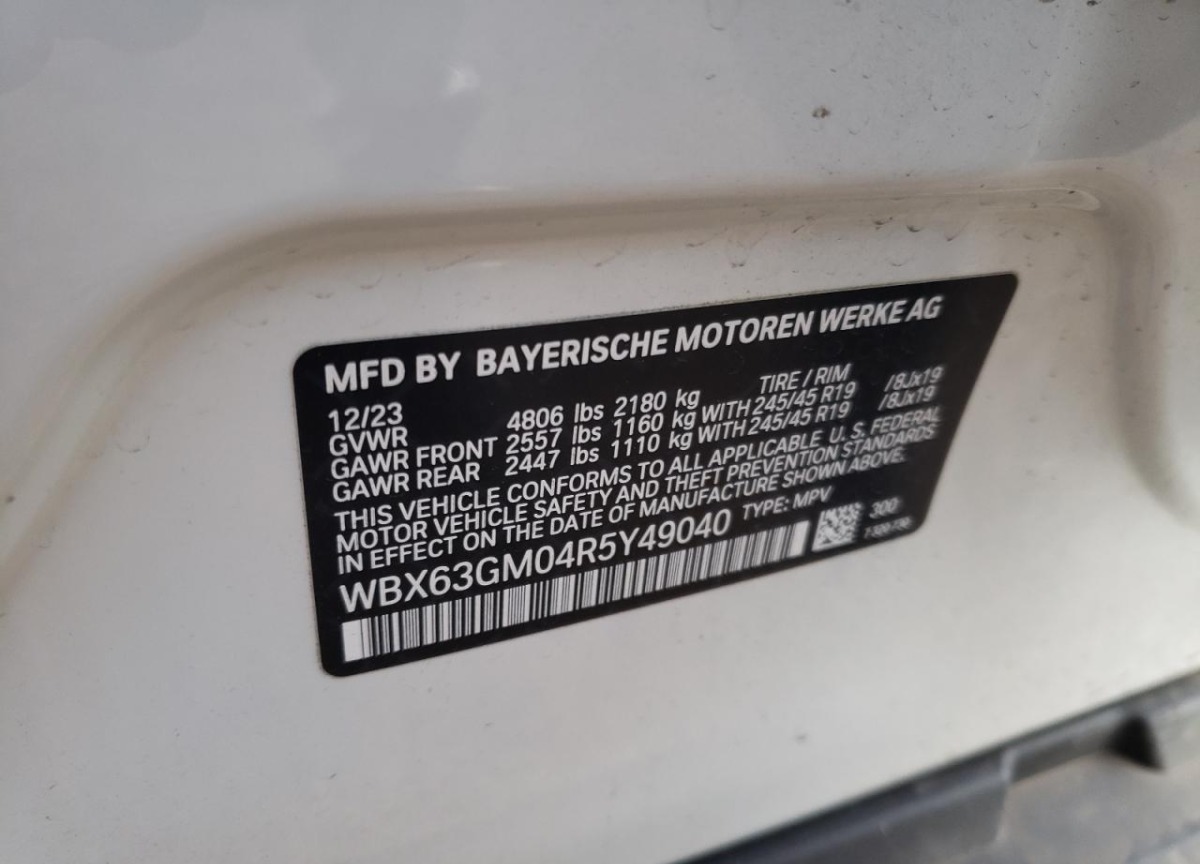 MFD BY BAYERISCHE MOTOREN WERKE AG
12/23 TIRE / RIM
GVWR 4806 lbs 2180 kg
GAWR FRONT 2557 lbs 1160 kg WITH 245/45 R19 /8Jx19
GAWR REAR 2447 lbs 1110 kg WITH 245/45 R19 /8Jx19
THIS VEHICLE CONFORMS TO ALL APPLICABLE U. S. FEDERAL
MOTOR VEHICLE SAFETY AND THEFT PREVENTION STANDARDS
IN EFFECT ON THE DATE OF MANUFACTURE SHOWN ABOVE.
WBX63GM04R5Y49040 TYPE: MPV 300